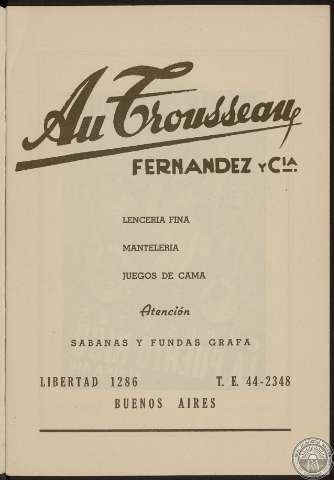 Au Trousseau
FERNANDEZ Y CIA.
LENCERIA FINA
MANTELERIA
JUEGOS DE CAMA
Atención
SABANAS Y FUNDAS GRAFA
LIBERTAD 1286 T. E. 44-2348
BUENOS AIRES